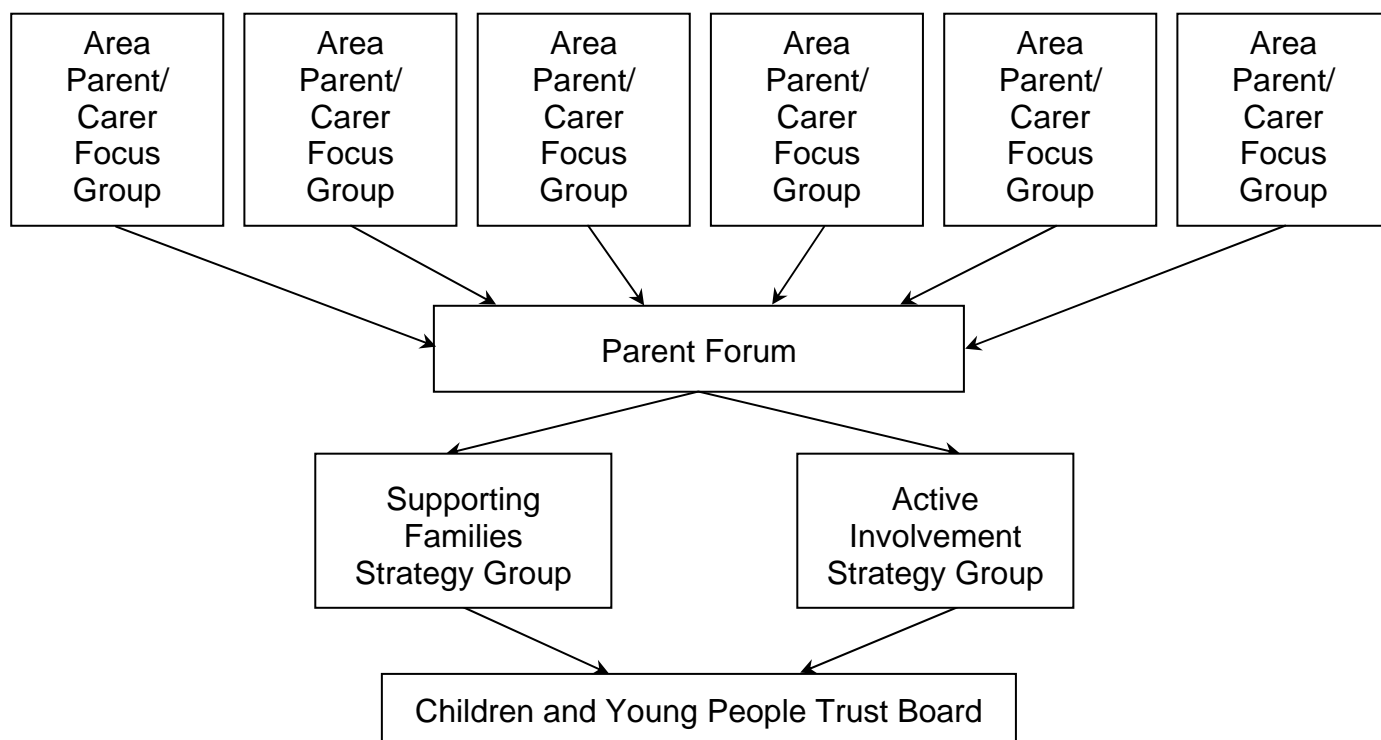 Area
Parent/
Carer
Focus
Group
Area
Parent/
Carer
Focus
Group
Area
Parent/
Carer
Focus
Group
Area
Parent/
Carer
Focus
Group
Area
Parent/
Carer
Focus
Group
Area
Parent/
Carer
Focus
Group
Parent Forum
Supporting
Families
Strategy Group
Active
Involvement
Strategy Group
Children and Young People Trust Board